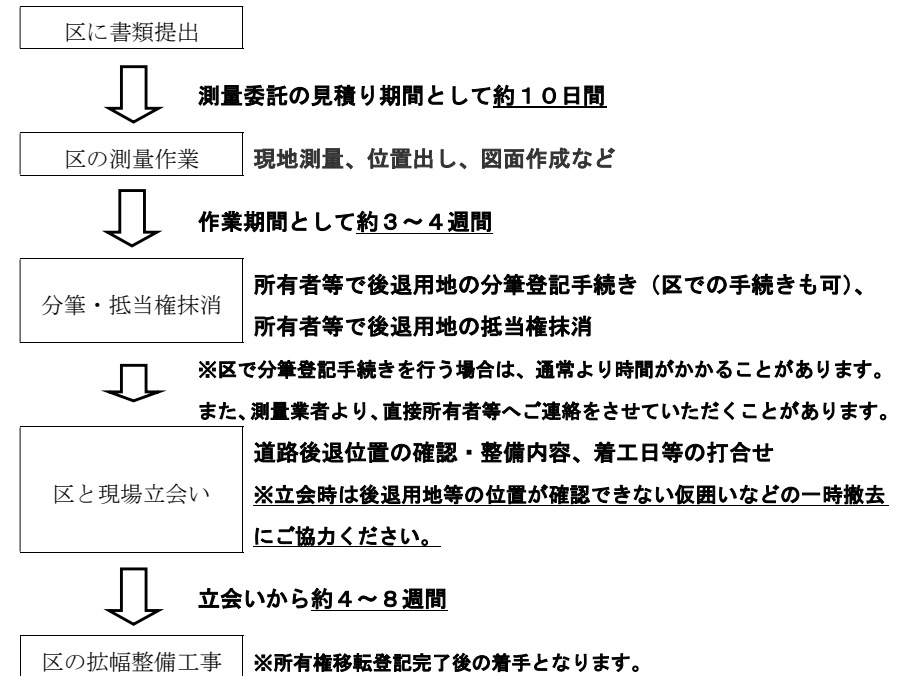 区に書類提出
測量委託の見積り期間として約１０日間
区の測量作業
現地測量、位置出し、図面作成など
作業期間として約３～４週間
分筆・抵当権抹消
所有者等で後退用地の分筆登記手続き（区での手続きも可）、
所有者等で後退用地の抵当権抹消
※区で分筆登記手続きを行う場合は、通常より時間がかかることがあります。
また、測量業者より、直接所有者等へご連絡をさせていただくことがあります。
区と現場立会い
道路後退位置の確認・整備内容、着工日等の打合せ
※立会時は後退用地等の位置が確認できない仮囲いなどの一時撤去
にご協力ください。
立会いから約４～８週間
区の拡幅整備工事
※所有権移転登記完了後の着手となります。